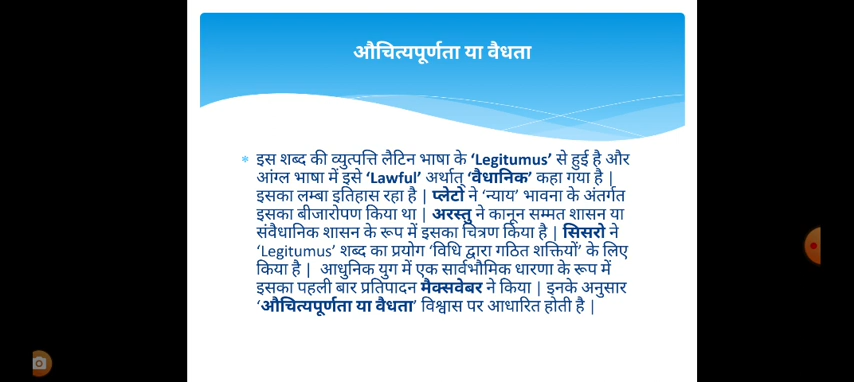 औचित्यपूर्णता या वैधता
* इस शब्द की व्युत्पत्ति लैटिन भाषा के ‘Legitumus’ से हुई है और
आंग्ल भाषा में इसे ‘Lawful’ अर्थात् ‘वैधानिक’ कहा गया है |
इसका लम्बा इतिहास रहा है | प्लेटो ने ‘न्याय’ भावना के अंतर्गत
इसका बीजारोपण किया था | अरस्तु ने कानून सम्मत शासन या
संवैधानिक शासन के रूप में इसका चित्रण किया है | सिसरो ने
‘Legitumus’ शब्द का प्रयोग ‘विधि द्वारा गठित शक्तियों’ के लिए
किया है | आधुनिक युग में एक सार्वभौमिक धारणा के रूप में
इसका पहली बार प्रतिपादन मैक्सवेबर ने किया | इनके अनुसार
‘औचित्यपूर्णता या वैधता’ विश्वास पर आधारित होती है |